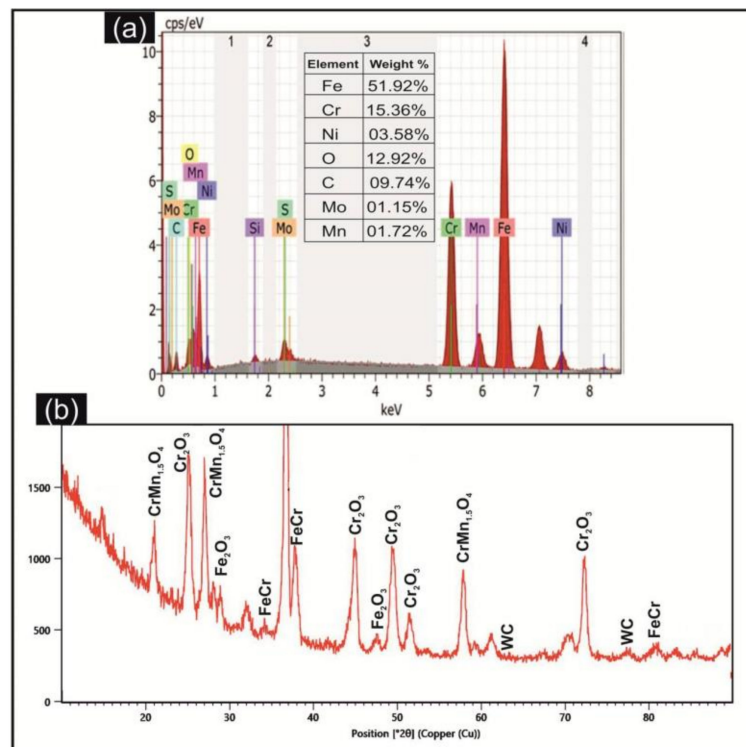 (a)
cps/eV
1 2 3 4
Element Weight %
Fe 51.92%
Cr 15.36%
Ni 03.58%
O 12.92%
C 09.74%
Mo 01.15%
Mn 01.72%
10
8
6
4
2
0
O
Mn
S Ni
Mo Cr
C Fe
Si
S
Mo
Cr Mn Fe Ni
0 1 2 3 4 5 6 7 8
keV
(b)
1500
1000
500
0
CrMn1.5O4
Cr2O3
CrMn1.5O4
Fe2O3
FeCr
FeCr
Cr2O3
Fe2O3
Cr2O3
Cr2O3
CrMn1.5O4
WC
Cr2O3
WC
FeCr
20 30 40 50 60 70 80
Position [°2θ] (Copper (Cu))